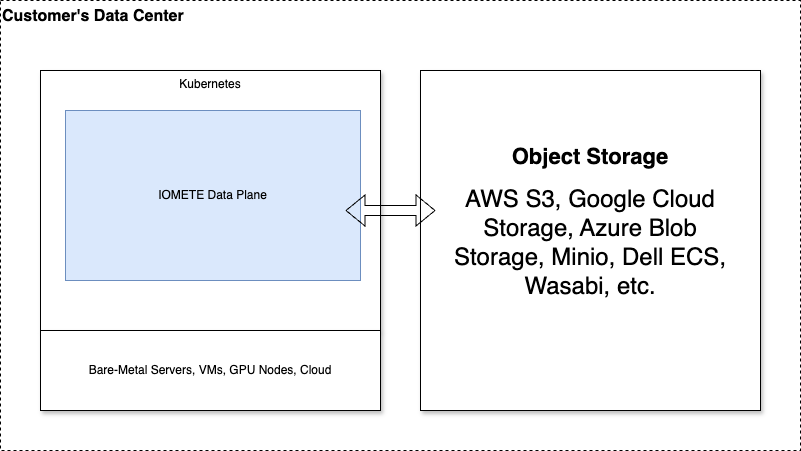 Customer's Data Center
Kubernetes
IOMETE Data Plane
Bare-Metal Servers, VMs, GPU Nodes, Cloud
Object Storage
AWS S3, Google Cloud
Storage, Azure Blob
Storage, Minio, Dell ECS,
Wasabi, etc.